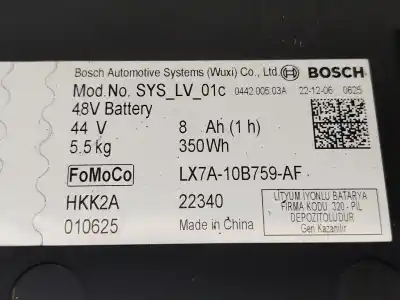 Bosch Automotive Systems (Wuxi) Co., Ltd. BOSCH
Mod.No. SYS_LV_01c 0442.005.03A 22-12-06 0625
48V Battery
44 V 8 Ah (1 h)
5.5 kg 350Wh
FoMoCo LX7A-10B759-AF
HKK2A 22340
010625 Made in China
LİTYUM İYONLU BATARYA
FİRMA KODU: 320 - PİL
DEPOZİTOLUDUR
Geri Kazanilir